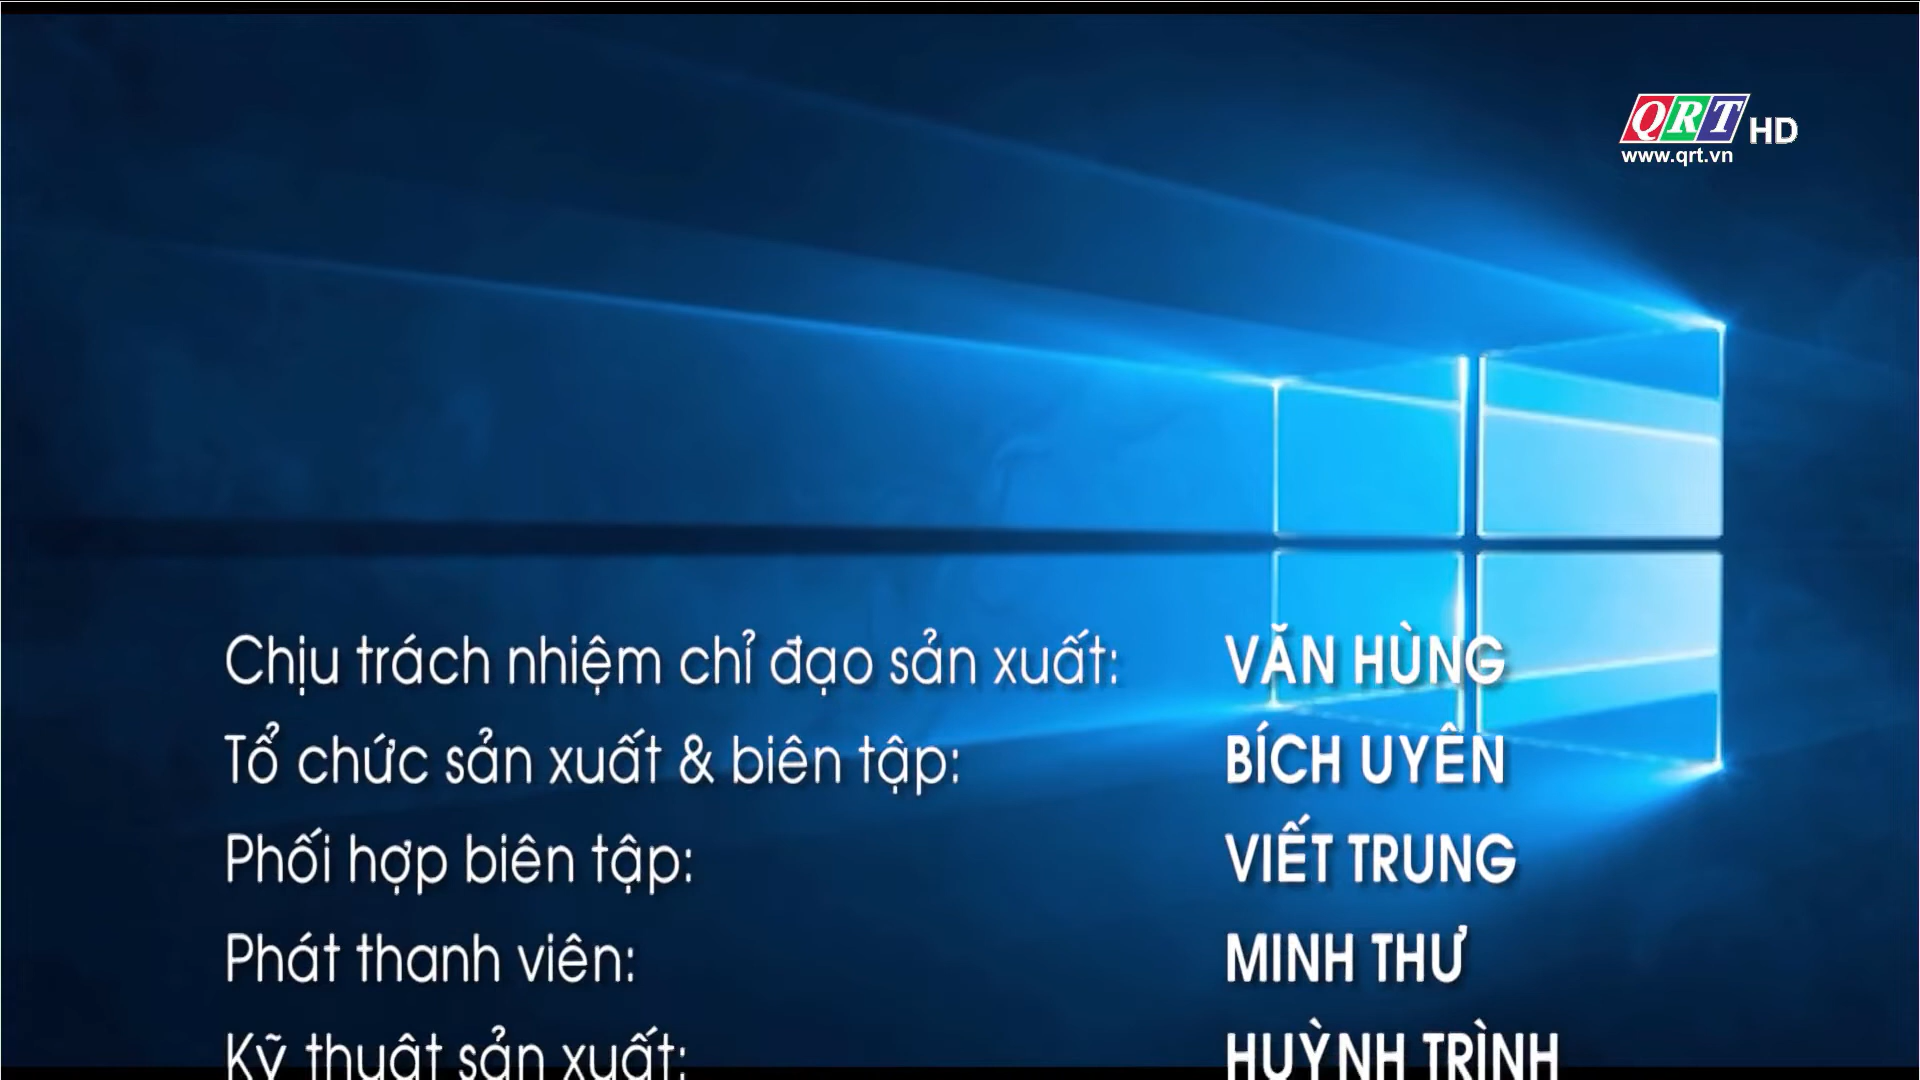 QRT HD
www.qrt.vn
Chịu trách nhiệm chỉ đạo sản xuất: VĂN HÙNG
Tổ chức sản xuất & biên tập: BÍCH UYÊN
Phối hợp biên tập: VIẾT TRUNG
Phát thanh viên: MINH THƯ
Kỹ thuật sản xuất: HUỲNH TRÌNH